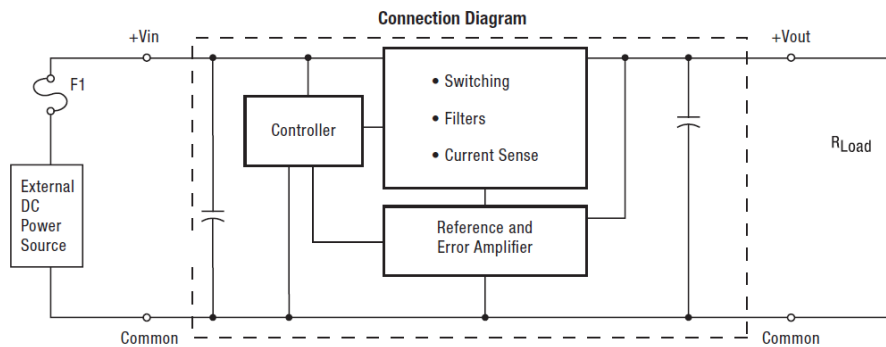 Connection Diagram
+Vin
+Vout
F1
• Switching
• Filters
• Current Sense
Controller
RLoad
External
DC
Power
Source
Reference and
Error Amplifier
Common
Common